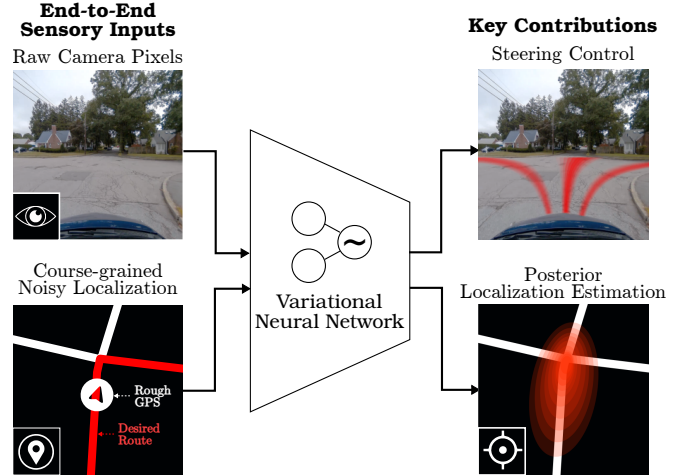 End-to-End
Sensory Inputs
Raw Camera Pixels
Course-grained
Noisy Localization
Rough
GPS
Desired
Route
~
Variational
Neural Network
Key Contributions
Steering Control
Posterior
Localization Estimation